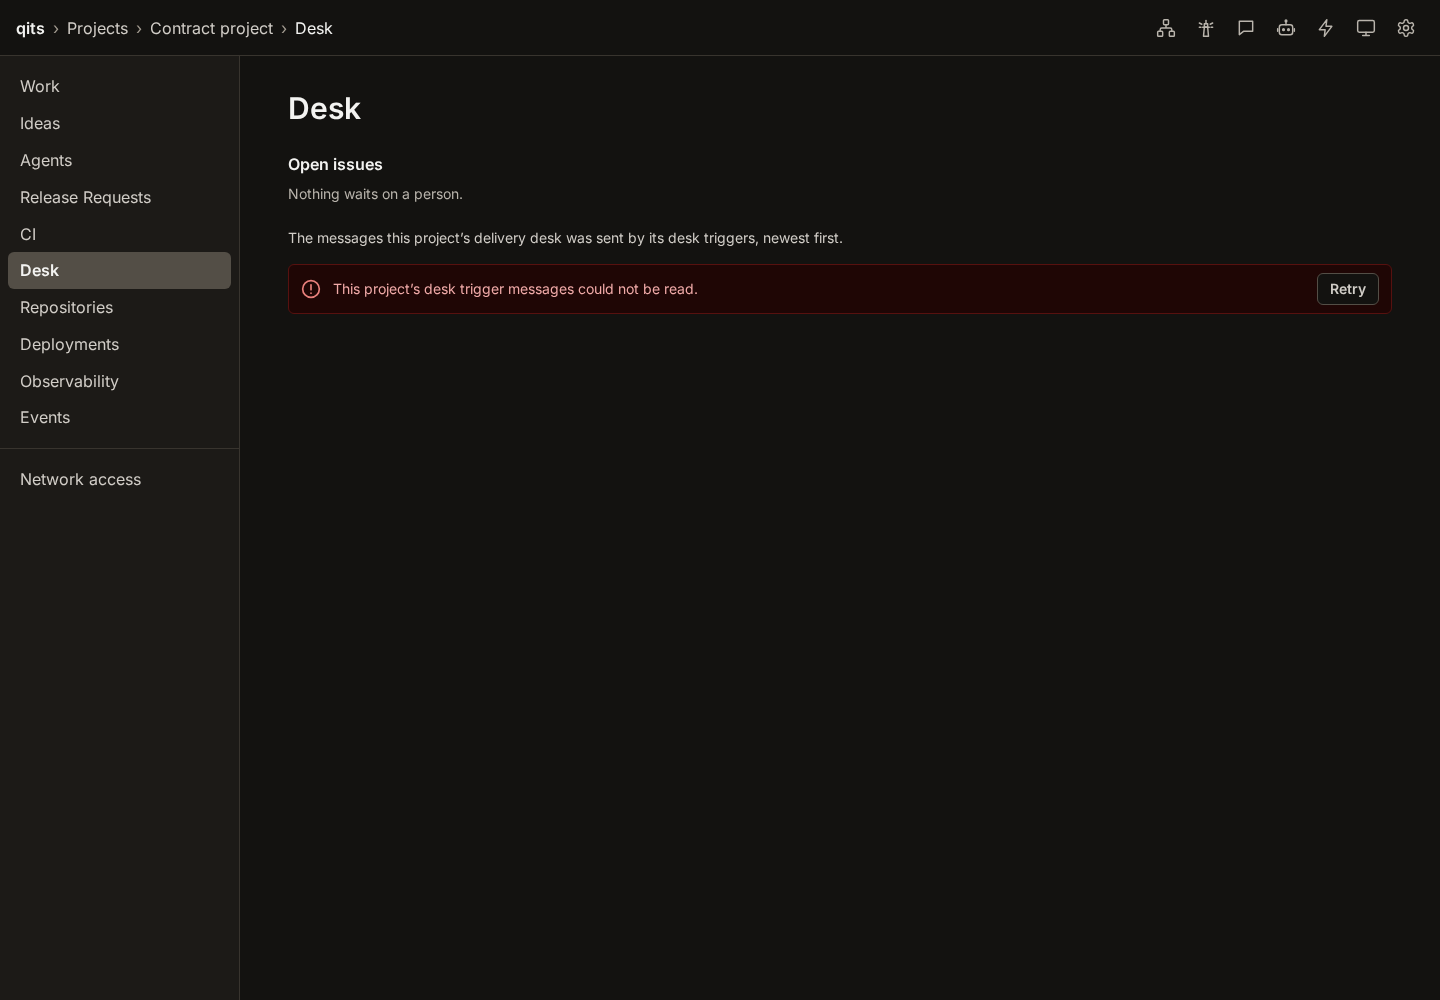 qits › Projects › Contract project › Desk
Work
Ideas
Agents
Release Requests
CI
Desk
Repositories
Deployments
Observability
Events
Network access
Desk
Open issues
Nothing waits on a person.
The messages this project’s delivery desk was sent by its desk triggers, newest first.
This project’s desk trigger messages could not be read.
Retry